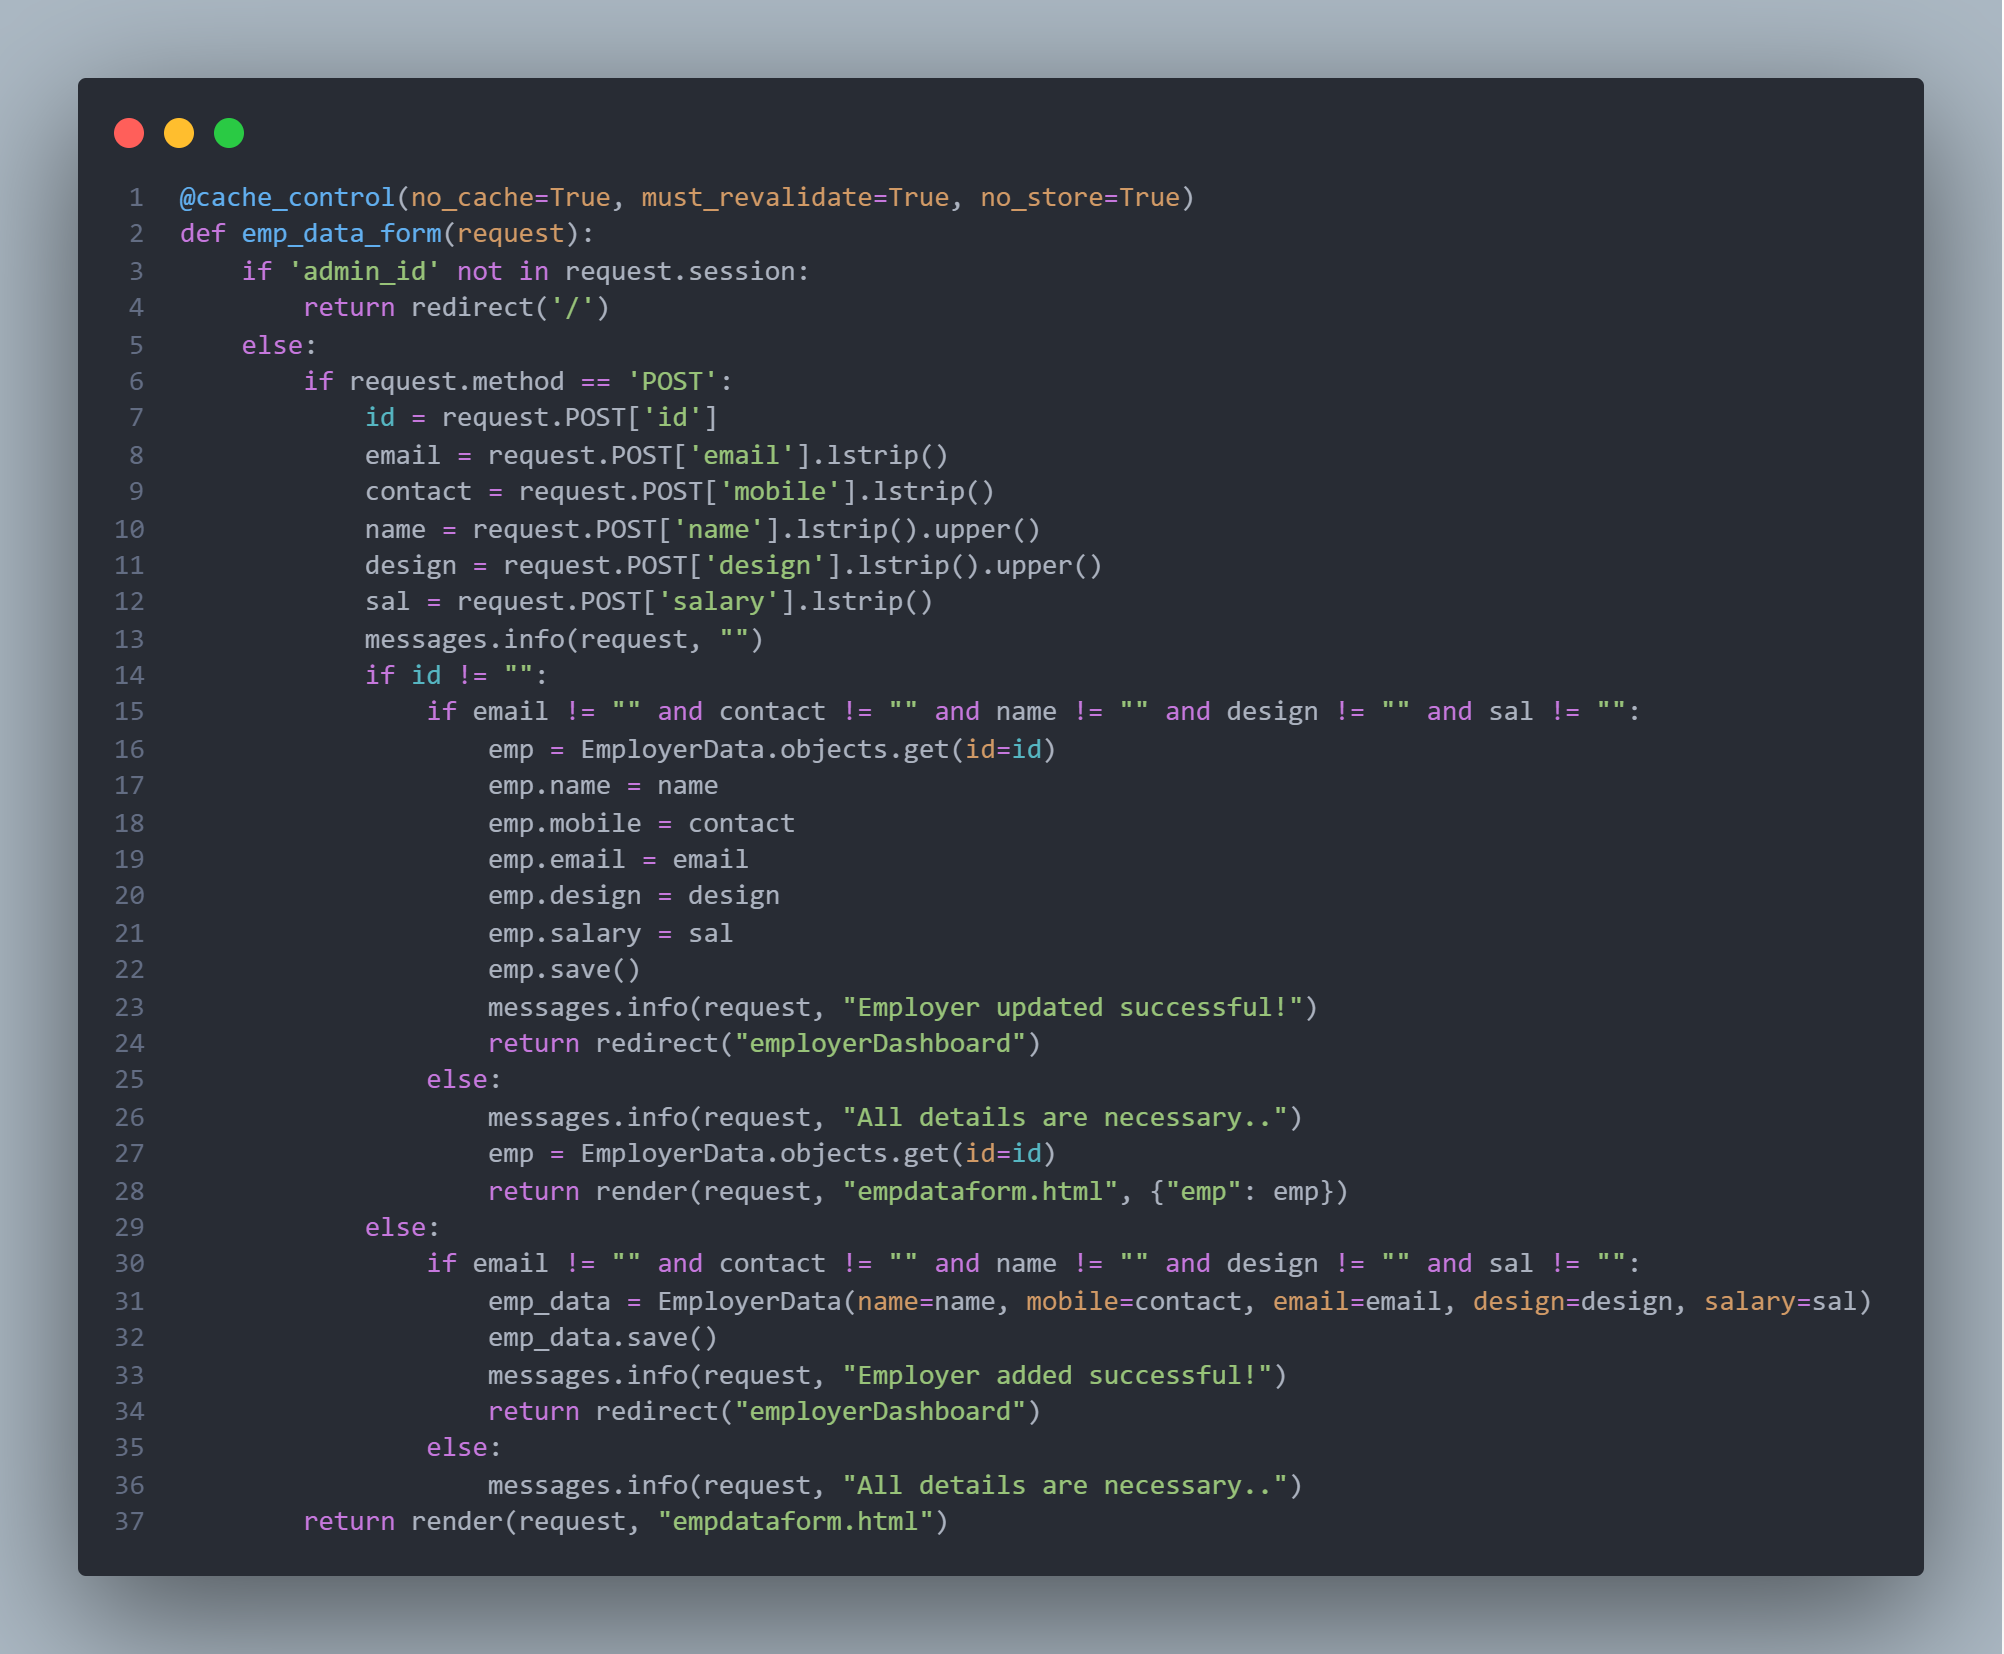 1 @cache_control(no_cache=True, must_revalidate=True, no_store=True)
2 def emp_data_form(request):
3     if 'admin_id' not in request.session:
4         return redirect('/')
5     else:
6         if request.method == 'POST':
7             id = request.POST['id']
8             email = request.POST['email'].lstrip()
9             contact = request.POST['mobile'].lstrip()
10             name = request.POST['name'].lstrip().upper()
11             design = request.POST['design'].lstrip().upper()
12             sal = request.POST['salary'].lstrip()
13             messages.info(request, "")
14             if id != "":
15                 if email != "" and contact != "" and name != "" and design != "" and sal != "":
16                     emp = EmployerData.objects.get(id=id)
17                     emp.name = name
18                     emp.mobile = contact
19                     emp.email = email
20                     emp.design = design
21                     emp.salary = sal
22                     emp.save()
23                     messages.info(request, "Employer updated successful!")
24                     return redirect("employerDashboard")
25                 else:
26                     messages.info(request, "All details are necessary..")
27                     emp = EmployerData.objects.get(id=id)
28                     return render(request, "empdataform.html", {"emp": emp})
29             else:
30                 if email != "" and contact != "" and name != "" and design != "" and sal != "":
31                     emp_data = EmployerData(name=name, mobile=contact, email=email, design=design, salary=sal)
32                     emp_data.save()
33                     messages.info(request, "Employer added successful!")
34                     return redirect("employerDashboard")
35                 else:
36                     messages.info(request, "All details are necessary..")
37         return render(request, "empdataform.html")